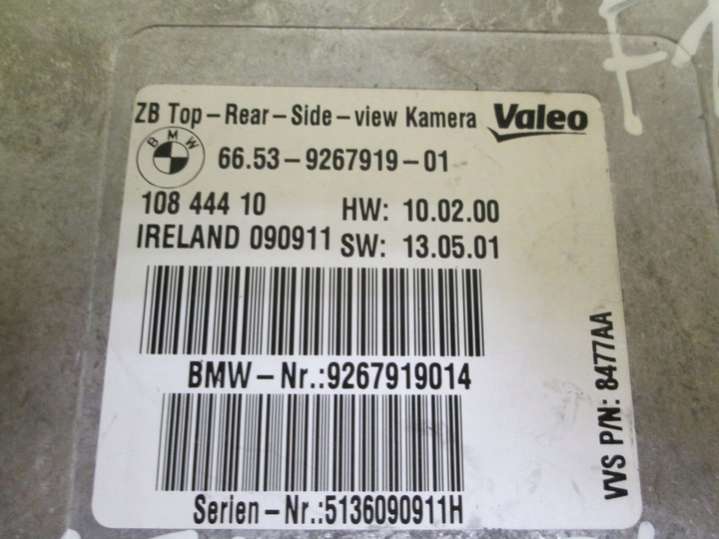 ZB Top-Rear-Side-view Kamera Valeo
BMW 66.53-9267919-01
108 444 10 HW: 10.02.00
IRELAND 090911 SW: 13.05.01
BMW-Nr.:9267919014
Serien-Nr.:5136090911H
VVS P/N: 8477AA